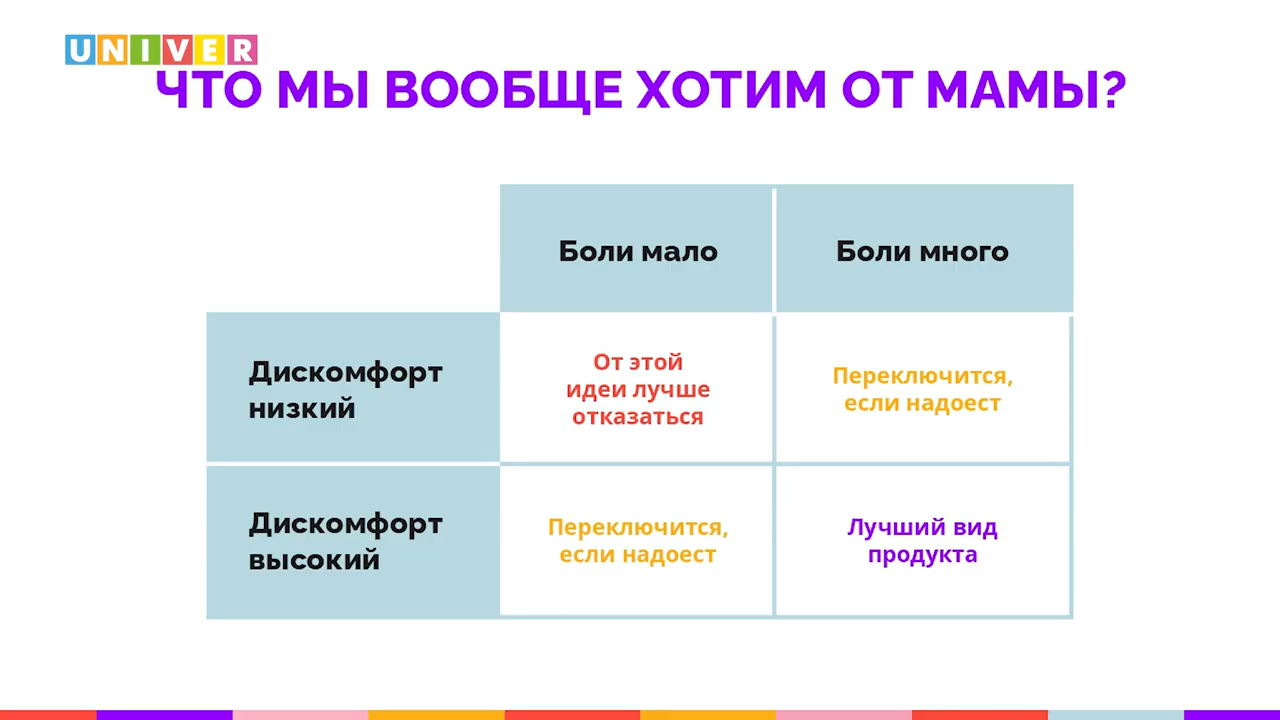 UNIVER
ЧТО МЫ ВООБЩЕ ХОТИМ ОТ МАМЫ?
Боли мало
Боли много
Дискомфорт
низкий
От этой
идеи лучше
отказаться
Переключится,
если надоест
Дискомфорт
высокий
Переключится,
если надоест
Лучший вид
продукта